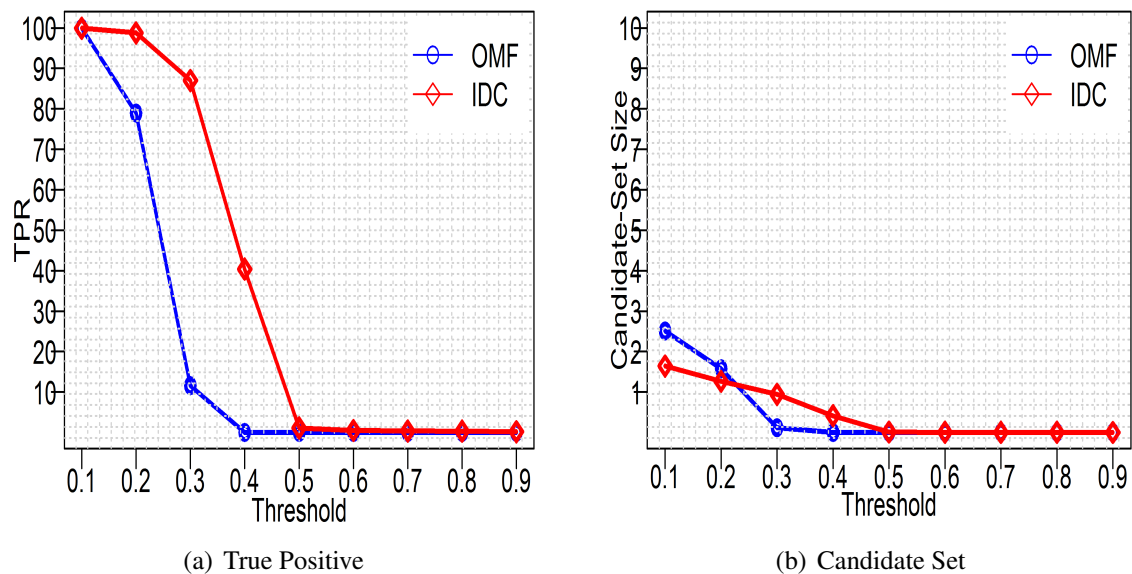 100
90
80
70
60
50
40
30
20
10
TPR
OMF
IDC
0.1 0.2 0.3 0.4 0.5 0.6 0.7 0.8 0.9
Threshold
(a) True Positive
10
9
8
7
6
5
4
3
2
1
Candidate-Set Size
OMF
IDC
0.1 0.2 0.3 0.4 0.5 0.6 0.7 0.8 0.9
Threshold
(b) Candidate Set